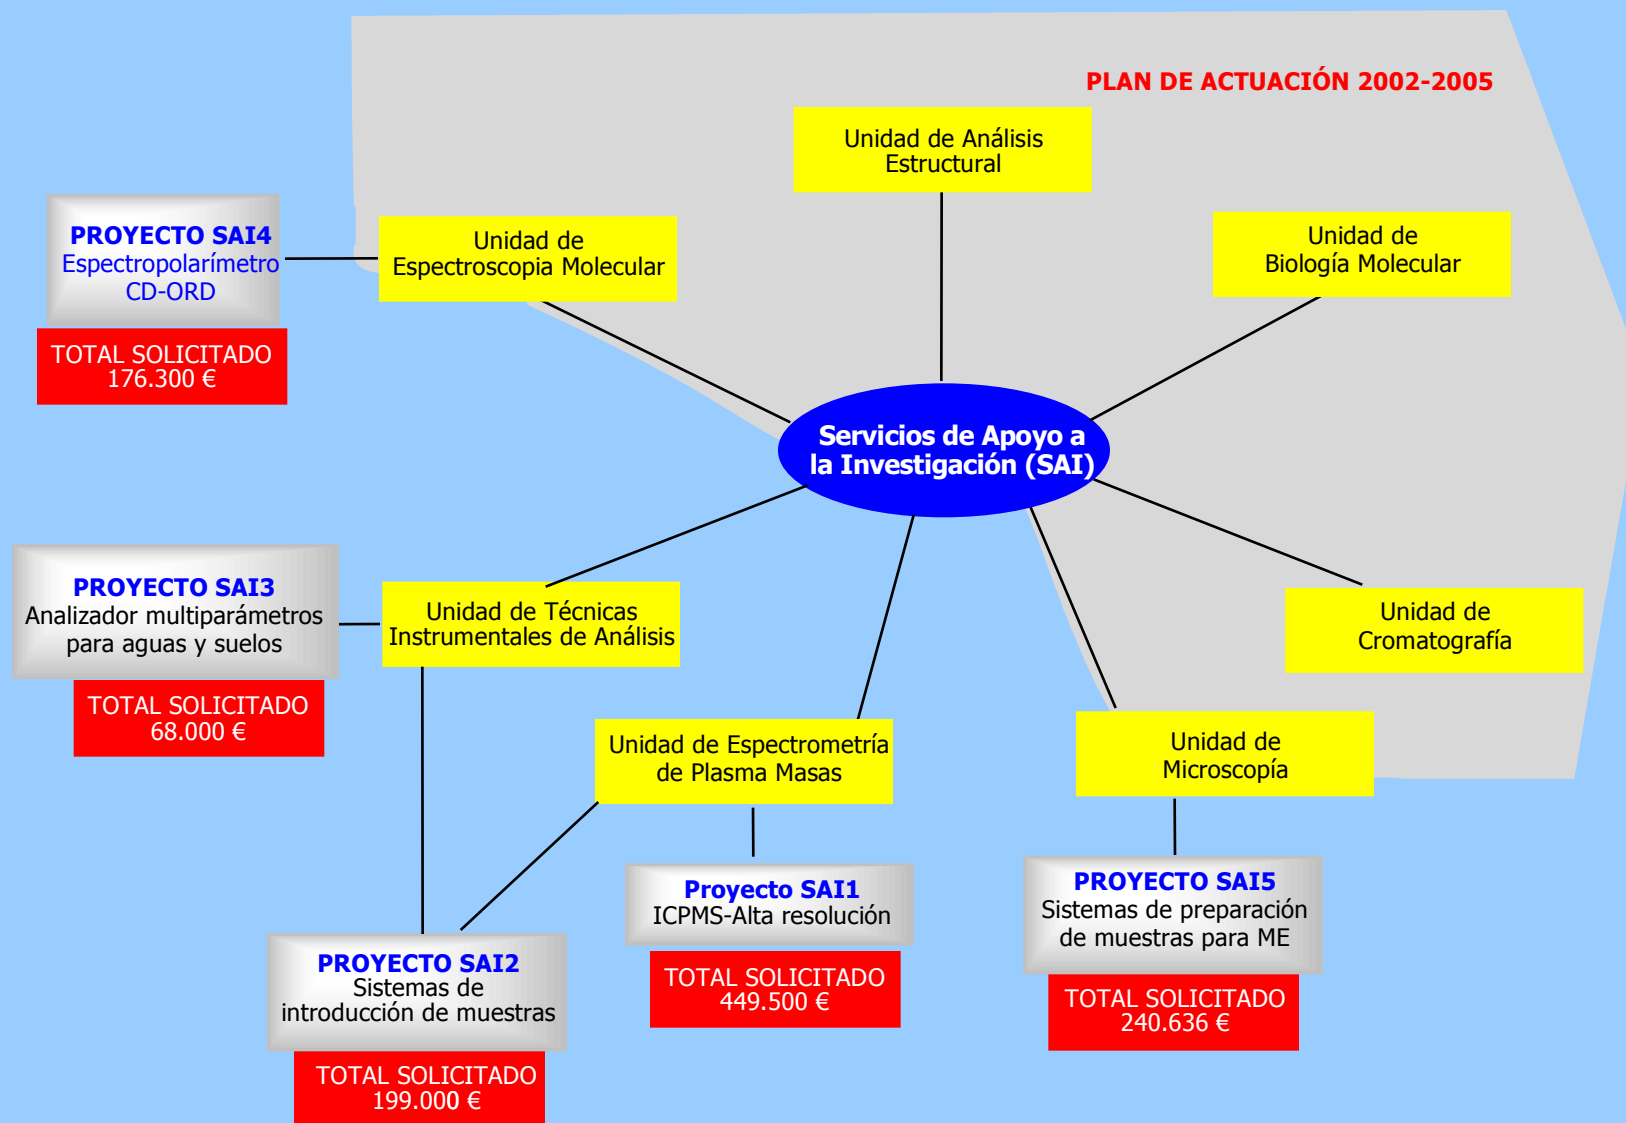 PLAN DE ACTUACIÓN 2002-2005
Unidad de Análisis
Estructural
Unidad de
Espectroscopia Molecular
Unidad de
Biología Molecular
PROYECTO SAI4
Espectropolarímetro
CD-ORD
TOTAL SOLICITADO
176.300 €
Servicios de Apoyo a
la Investigación (SAI)
PROYECTO SAI3
Analizador multiparámetros
para aguas y suelos
TOTAL SOLICITADO
68.000 €
Unidad de Técnicas
Instrumentales de Análisis
Unidad de
Cromatografía
Unidad de Espectrometría
de Plasma Masas
Unidad de
Microscopía
PROYECTO SAI2
Sistemas de
introducción de muestras
TOTAL SOLICITADO
199.000 €
Proyecto SAI1
ICPMS-Alta resolución
TOTAL SOLICITADO
449.500 €
PROYECTO SAI5
Sistemas de preparación
de muestras para ME
TOTAL SOLICITADO
240.636 €